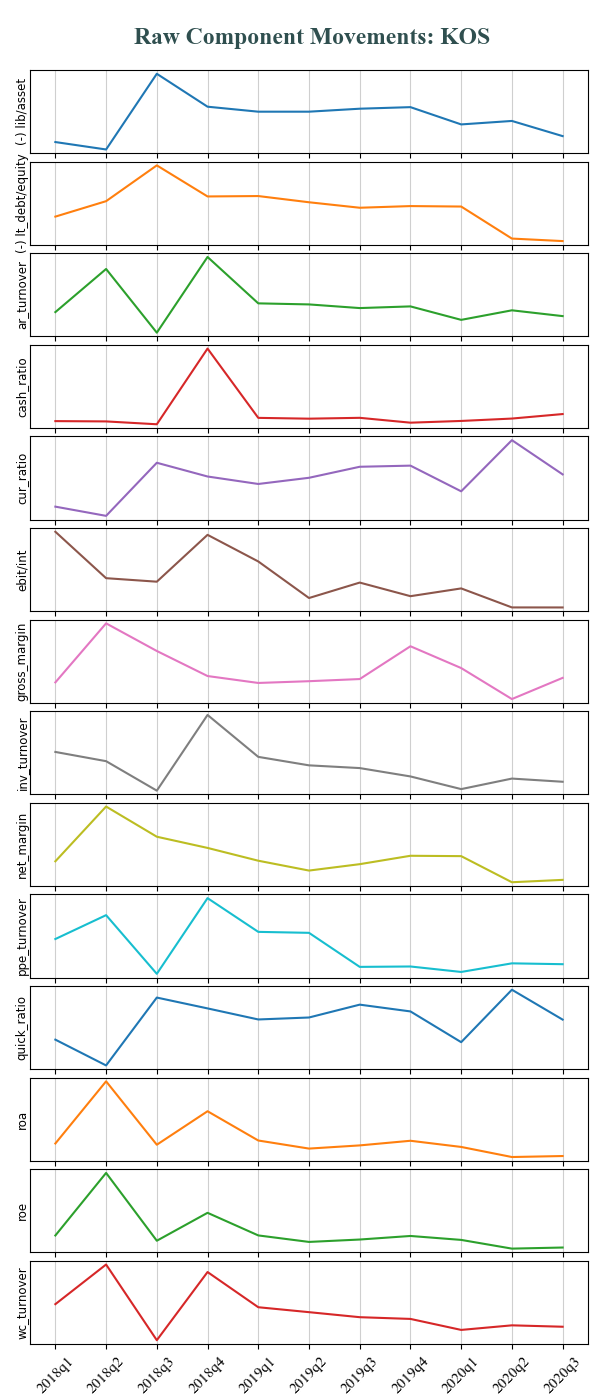 Raw Component Movements: KOS
(-) lib/asset
(-) lt_debt/equity
ar_turnover
cash_ratio
cur_ratio
ebit/int
gross_margin
inv_turnover
net_margin
ppe_turnover
quick_ratio
roa
roe
wc_turnover
2018q1 2018q2 2018q3 2018q4 2019q1 2019q2 2019q3 2019q4 2020q1 2020q2 2020q3